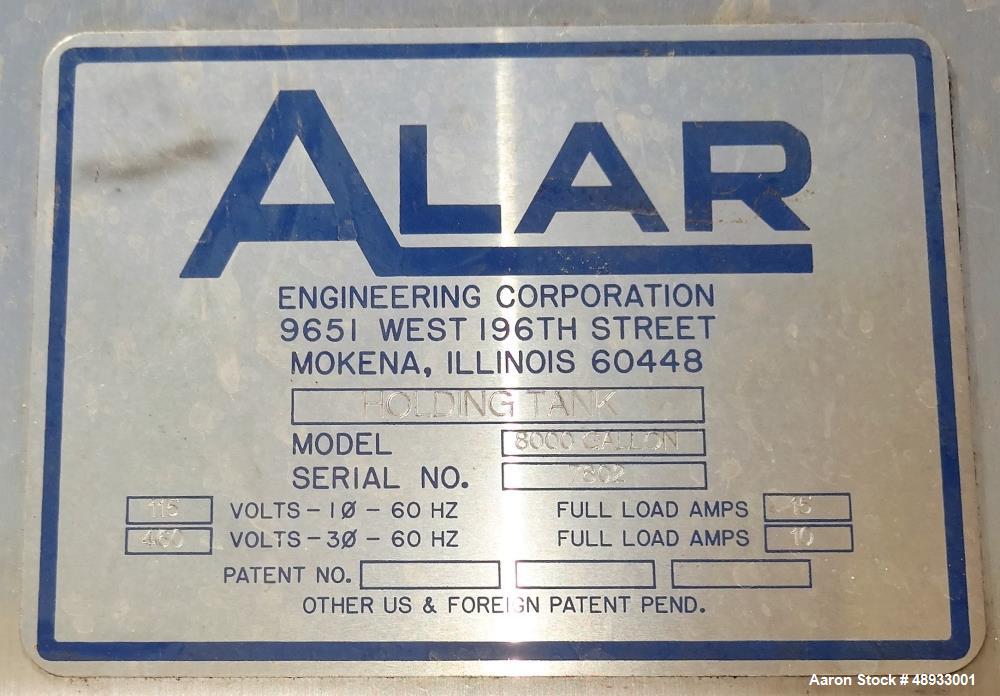 ALAR
ENGINEERING CORPORATION
9651 WEST 196TH STREET
MOKENA, ILLINOIS 60448
HOLDING TANK
MODEL 8000 GALLON
SERIAL NO. 7802
115 VOLTS - 1Ø - 60 HZ FULL LOAD AMPS 15
460 VOLTS - 3Ø - 60 HZ FULL LOAD AMPS 10
PATENT NO.
OTHER US & FOREIGN PATENT PEND.
Aaron Stock # 48933001